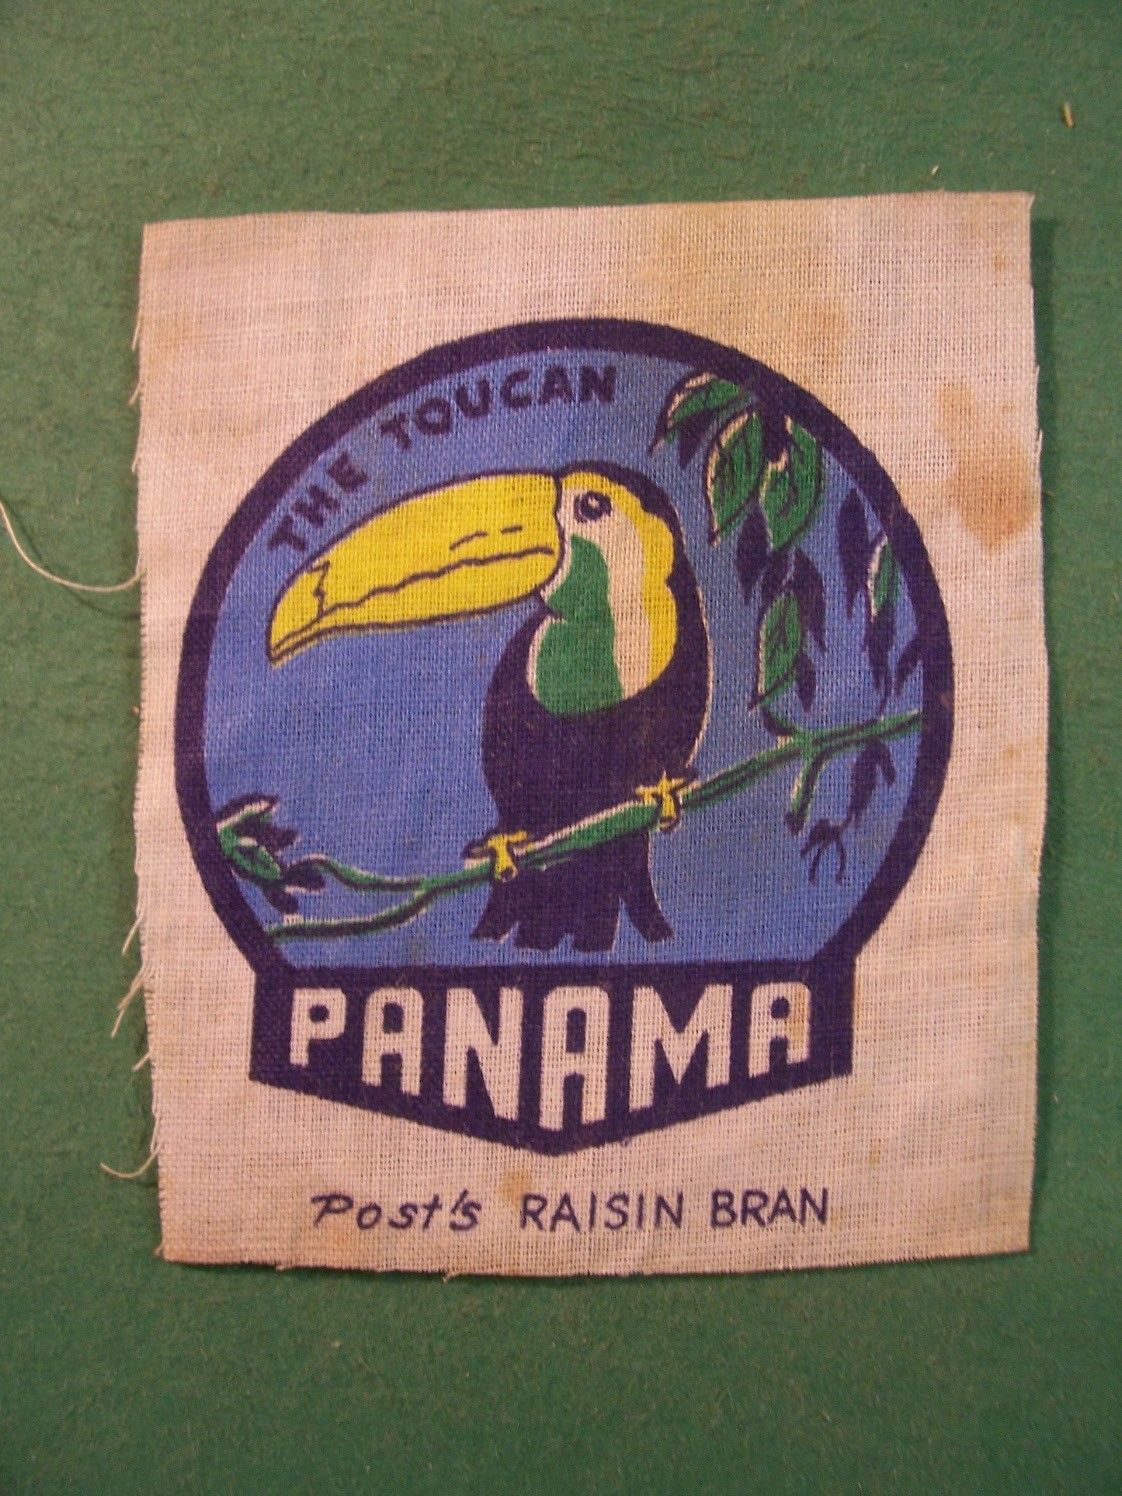 THE TOUCAN
PANAMA
Post's RAISIN BRAN